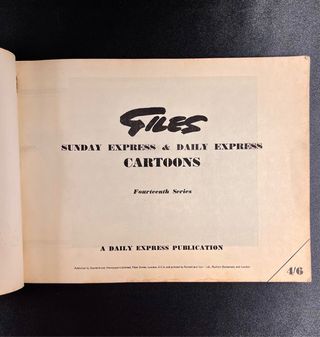 GILES
SUNDAY EXPRESS & DAILY EXPRESS
CARTOONS
Fourteenth Series
A DAILY EXPRESS PUBLICATION
4/6